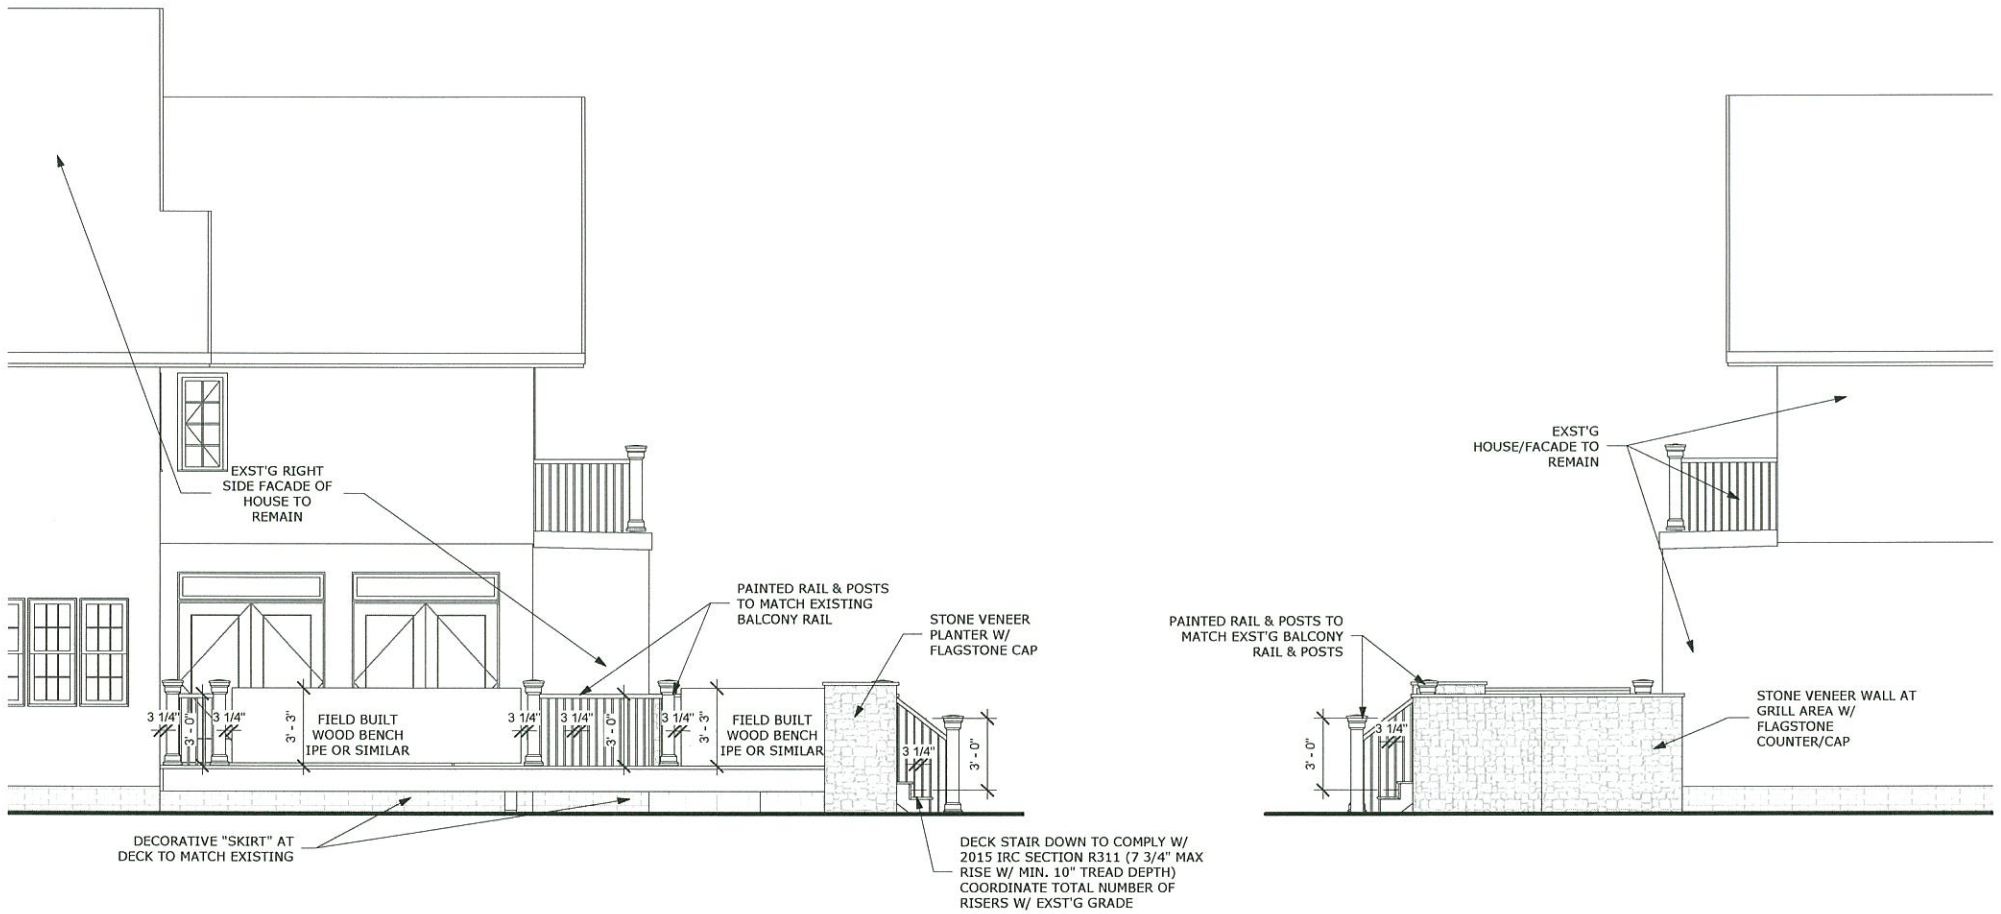 EXST'G RIGHT
SIDE FACADE OF
HOUSE TO
REMAIN
PAINTED RAIL & POSTS
TO MATCH EXISTING
BALCONY RAIL
STONE VENEER
PLANTER W/
FLAGSTONE CAP
3 1/4"
3' - 0"
3 1/4"
3' - 3"
FIELD BUILT
WOOD BENCH
IPE OR SIMILAR
3 1/4"
3 1/4"
3' - 0"
3 1/4"
3' - 3"
FIELD BUILT
WOOD BENCH
IPE OR SIMILAR
3 1/4"
3' - 0"
DECORATIVE "SKIRT" AT
DECK TO MATCH EXISTING
DECK STAIR DOWN TO COMPLY W/
2015 IRC SECTION R311 (7 3/4" MAX
RISE W/ MIN. 10" TREAD DEPTH)
COORDINATE TOTAL NUMBER OF
RISERS W/ EXST'G GRADE
EXST'G
HOUSE/FACADE TO
REMAIN
PAINTED RAIL & POSTS TO
MATCH EXST'G BALCONY
RAIL & POSTS
3' - 0"
3 1/4"
STONE VENEER WALL AT
GRILL AREA W/
FLAGSTONE
COUNTER/CAP